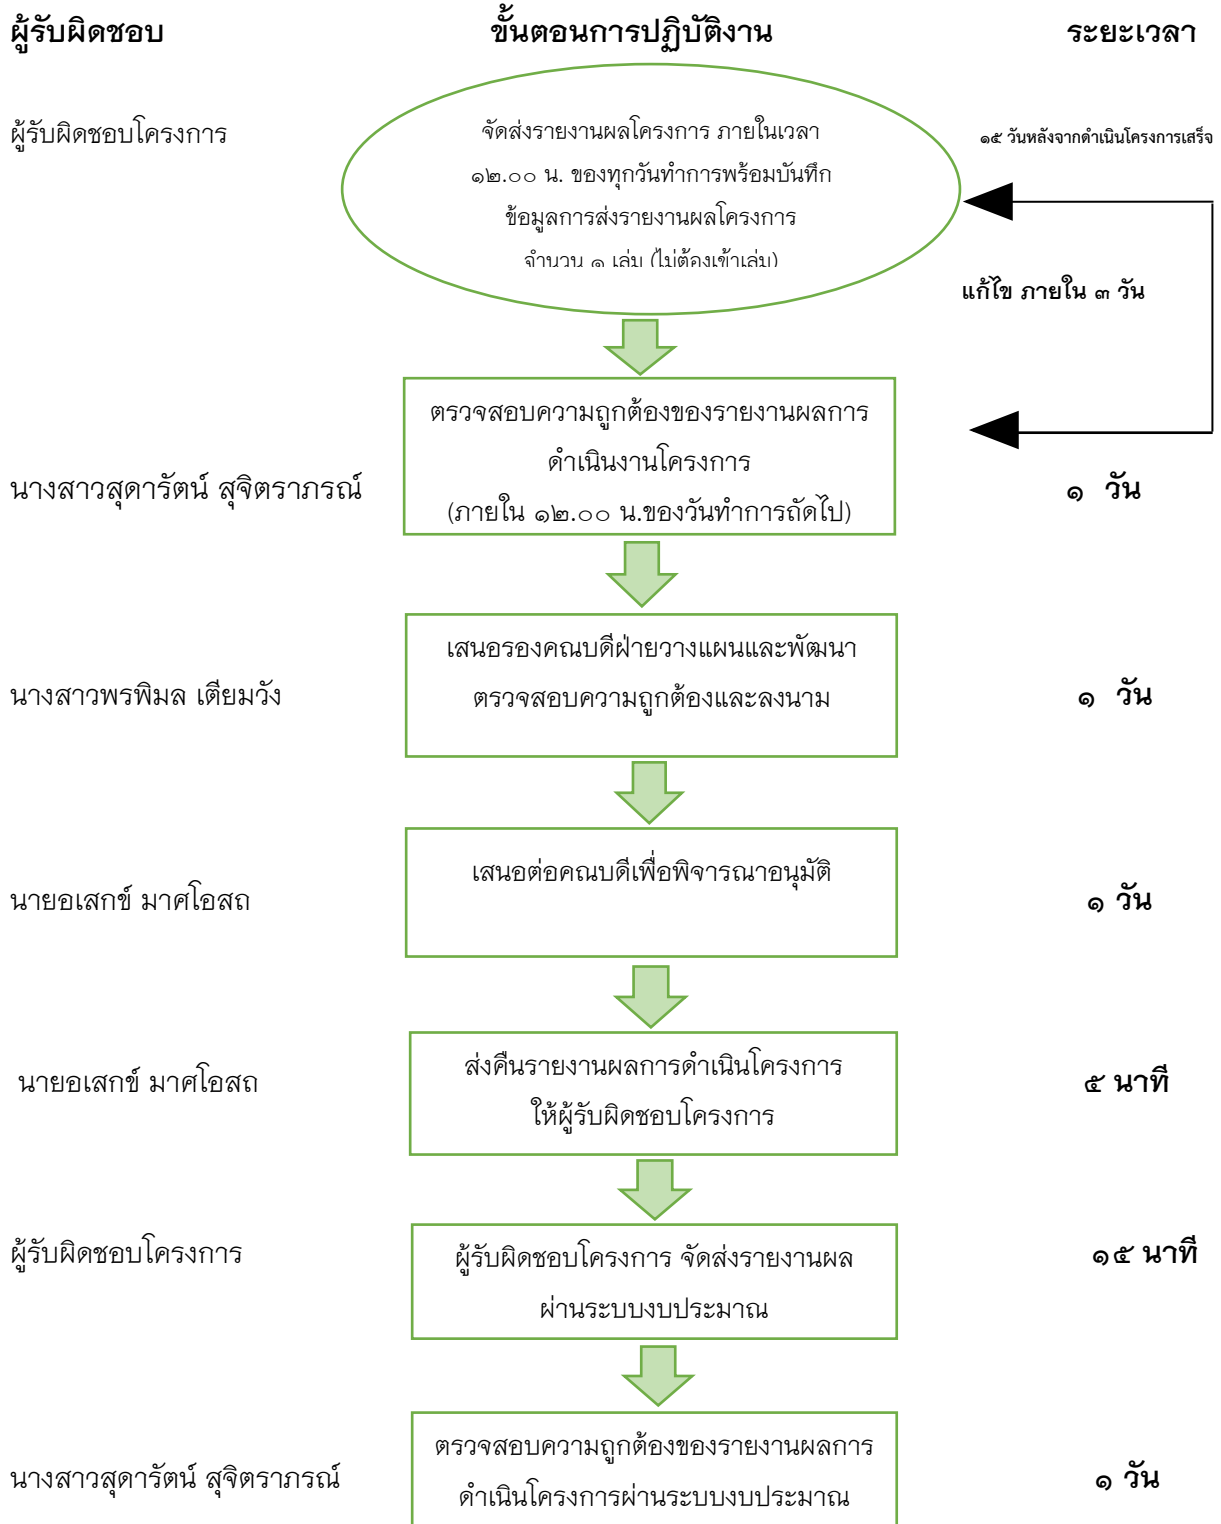 ผู้รับผิดชอบ ขั้นตอนการปฏิบัติงาน ระยะเวลา
ผู้รับผิดชอบโครงการ
จัดส่งรายงานผลโครงการ ภายในเวลา
๑๒.๐๐ น. ของทุกวันทำการพร้อมบันทึก
ข้อมูลการส่งรายงานผลโครงการ
จำนวน ๑ เล่ม (ไม่ต้องเข้าเล่ม)
๑๕ วันหลังจากดำเนินโครงการเสร็จ
แก้ไข ภายใน ๓ วัน
นางสาวสุดารัตน์ สุจิตราภรณ์
ตรวจสอบความถูกต้องของรายงานผลการ
ดำเนินงานโครงการ
(ภายใน ๑๒.๐๐ น.ของวันทำการถัดไป)
๑ วัน
นางสาวพรพิมล เตียมวัง
เสนอรองคณบดีฝ่ายวางแผนและพัฒนา
ตรวจสอบความถูกต้องและลงนาม
๑ วัน
นายอเสกข์ มาศโอสถ
เสนอต่อคณบดีเพื่อพิจารณาอนุมัติ
๑ วัน
นายอเสกข์ มาศโอสถ
ส่งคืนรายงานผลการดำเนินโครงการ
ให้ผู้รับผิดชอบโครงการ
๕ นาที
ผู้รับผิดชอบโครงการ
ผู้รับผิดชอบโครงการ จัดส่งรายงานผล
ผ่านระบบงบประมาณ
๑๕ นาที
นางสาวสุดารัตน์ สุจิตราภรณ์
ตรวจสอบความถูกต้องของรายงานผลการ
ดำเนินโครงการผ่านระบบงบประมาณ
๑ วัน